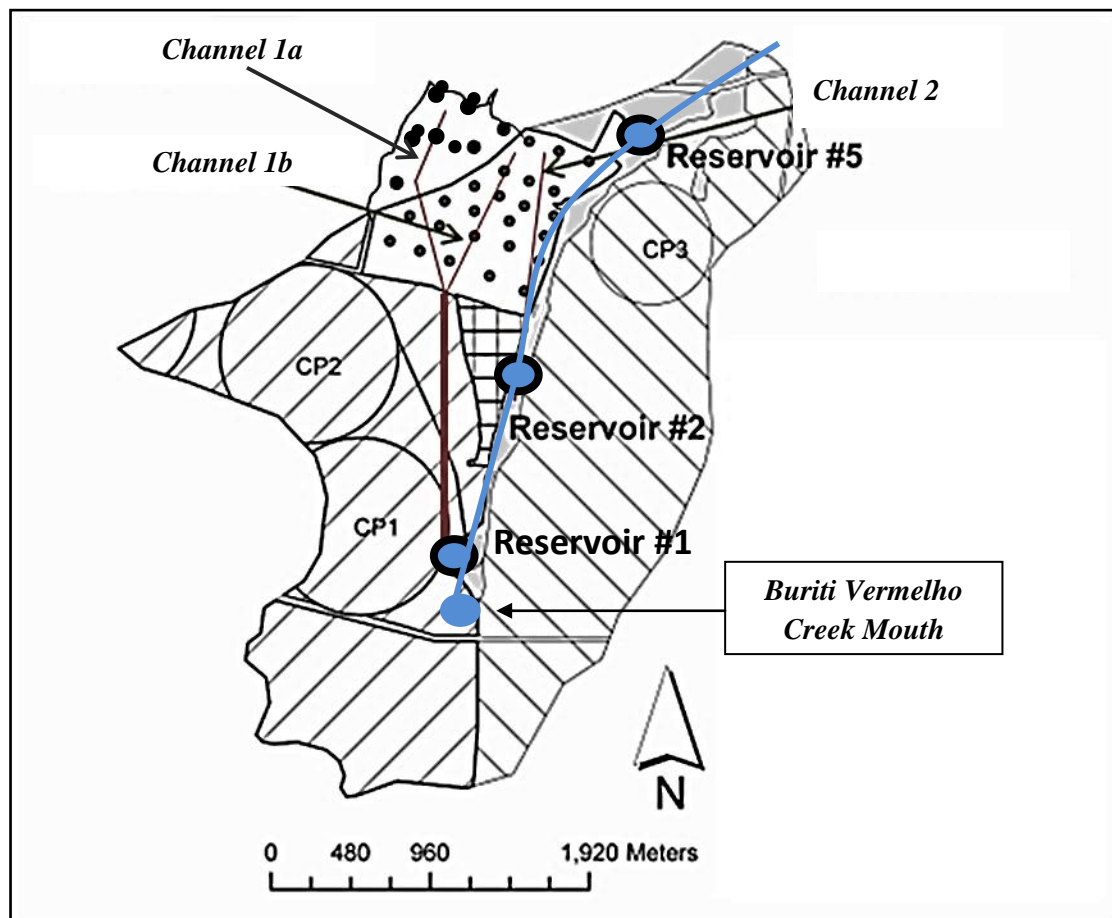 Channel 1a
Channel 2
Channel 1b
Reservoir #5
CP3
CP2
Reservoir #2
CP1
Reservoir #1
Buriti Vermelho
Creek Mouth
N
0 480 960 1,920 Meters